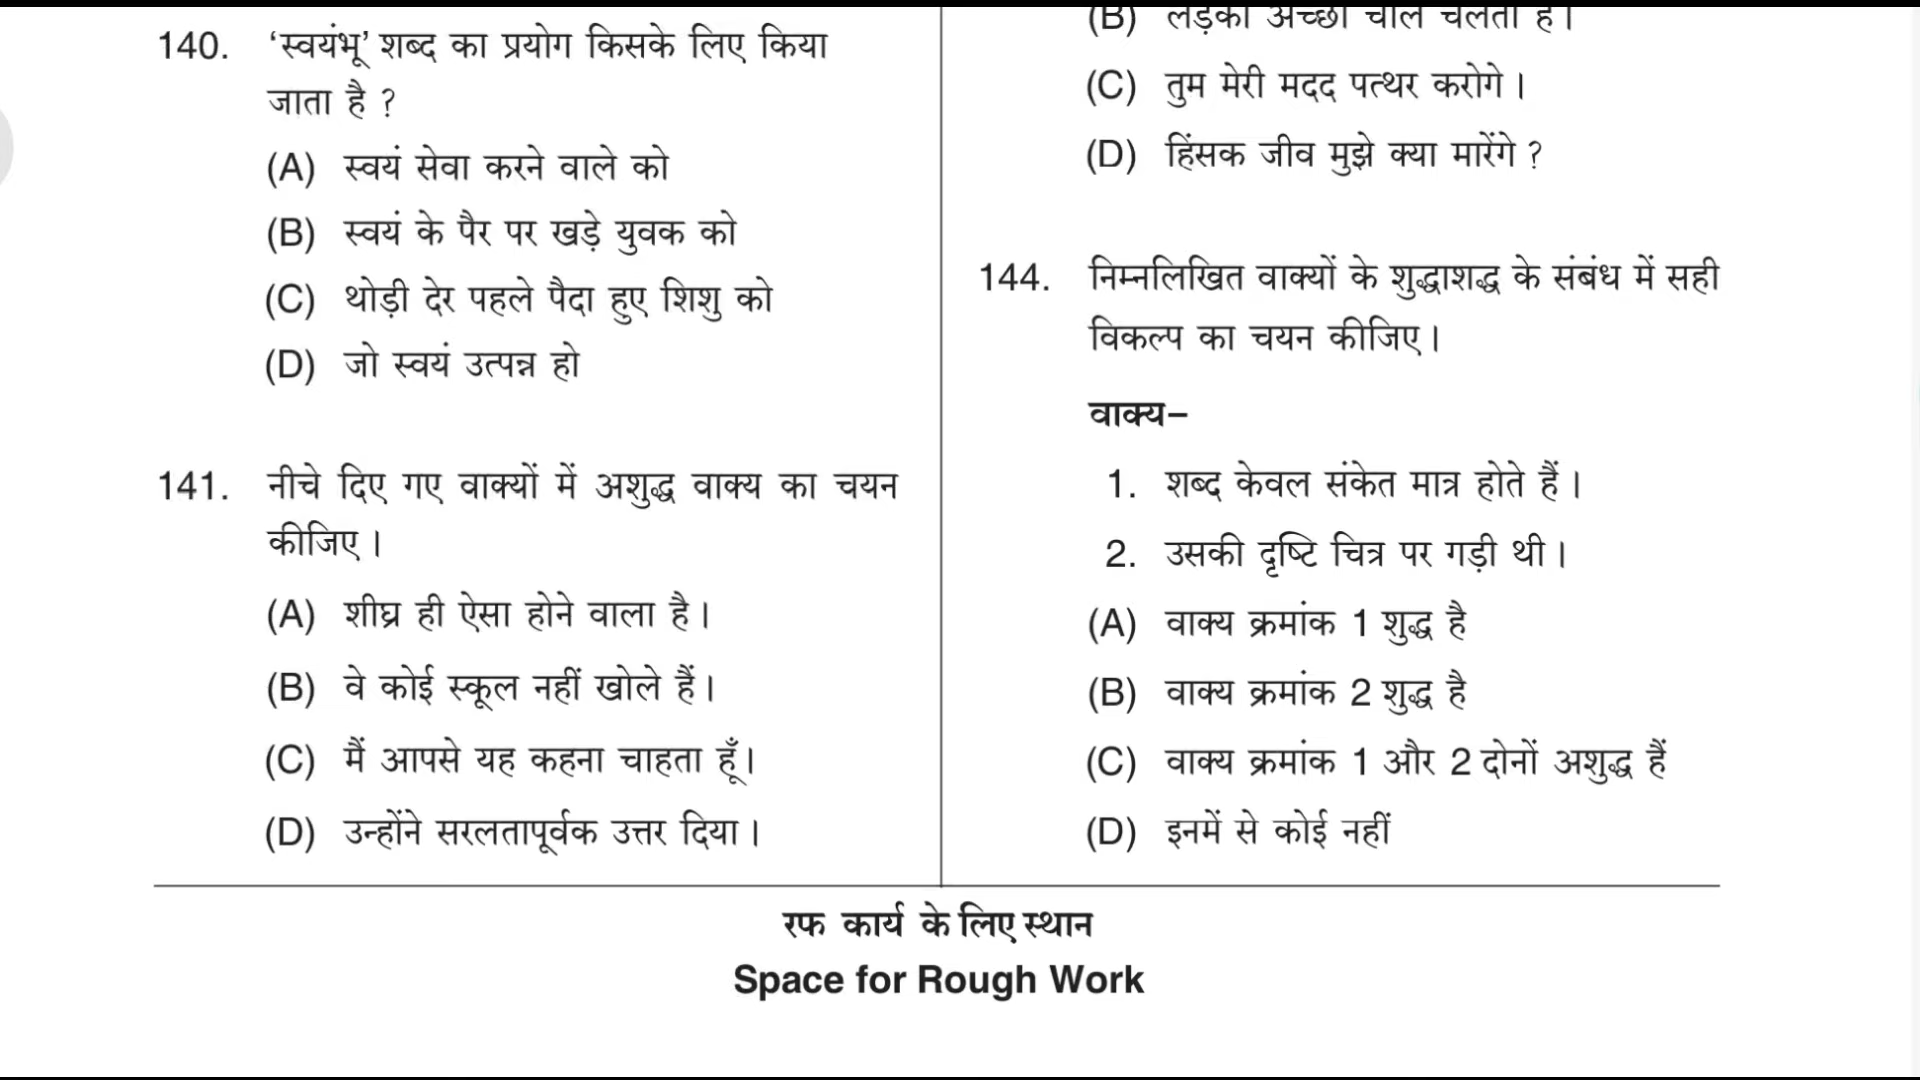 140. ‘स्वयंभू’ शब्द का प्रयोग किसके लिए किया
जाता है ?
(A) स्वयं सेवा करने वाले को
(B) स्वयं के पैर पर खड़े युवक को
(C) थोड़ी देर पहले पैदा हुए शिशु को
(D) जो स्वयं उत्पन्न हो
141. नीचे दिए गए वाक्यों में अशुद्ध वाक्य का चयन
कीजिए।
(A) शीघ्र ही ऐसा होने वाला है।
(B) वे कोई स्कूल नहीं खोले हैं।
(C) मैं आपसे यह कहना चाहता हूँ।
(D) उन्होंने सरलतापूर्वक उत्तर दिया।
(B) लड़की अच्छी चाल चलती है।
(C) तुम मेरी मदद पत्थर करोगे।
(D) हिंसक जीव मुझे क्या मारेंगे ?
144. निम्नलिखित वाक्यों के शुद्धाशद्ध के संबंध में सही
विकल्प का चयन कीजिए।
वाक्य–
1. शब्द केवल संकेत मात्र होते हैं।
2. उसकी दृष्टि चित्र पर गड़ी थी।
(A) वाक्य क्रमांक 1 शुद्ध है
(B) वाक्य क्रमांक 2 शुद्ध है
(C) वाक्य क्रमांक 1 और 2 दोनों अशुद्ध हैं
(D) इनमें से कोई नहीं
रफ कार्य के लिए स्थान
Space for Rough Work